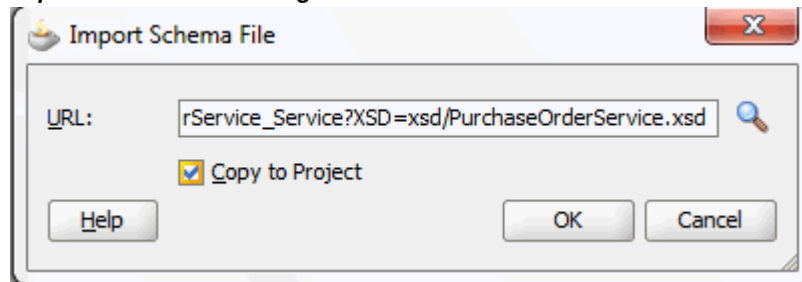 Import Schema File
URL: rService_Service?XSD=xsd/PurchaseOrderService.xsd
Copy to Project
Help OK Cancel